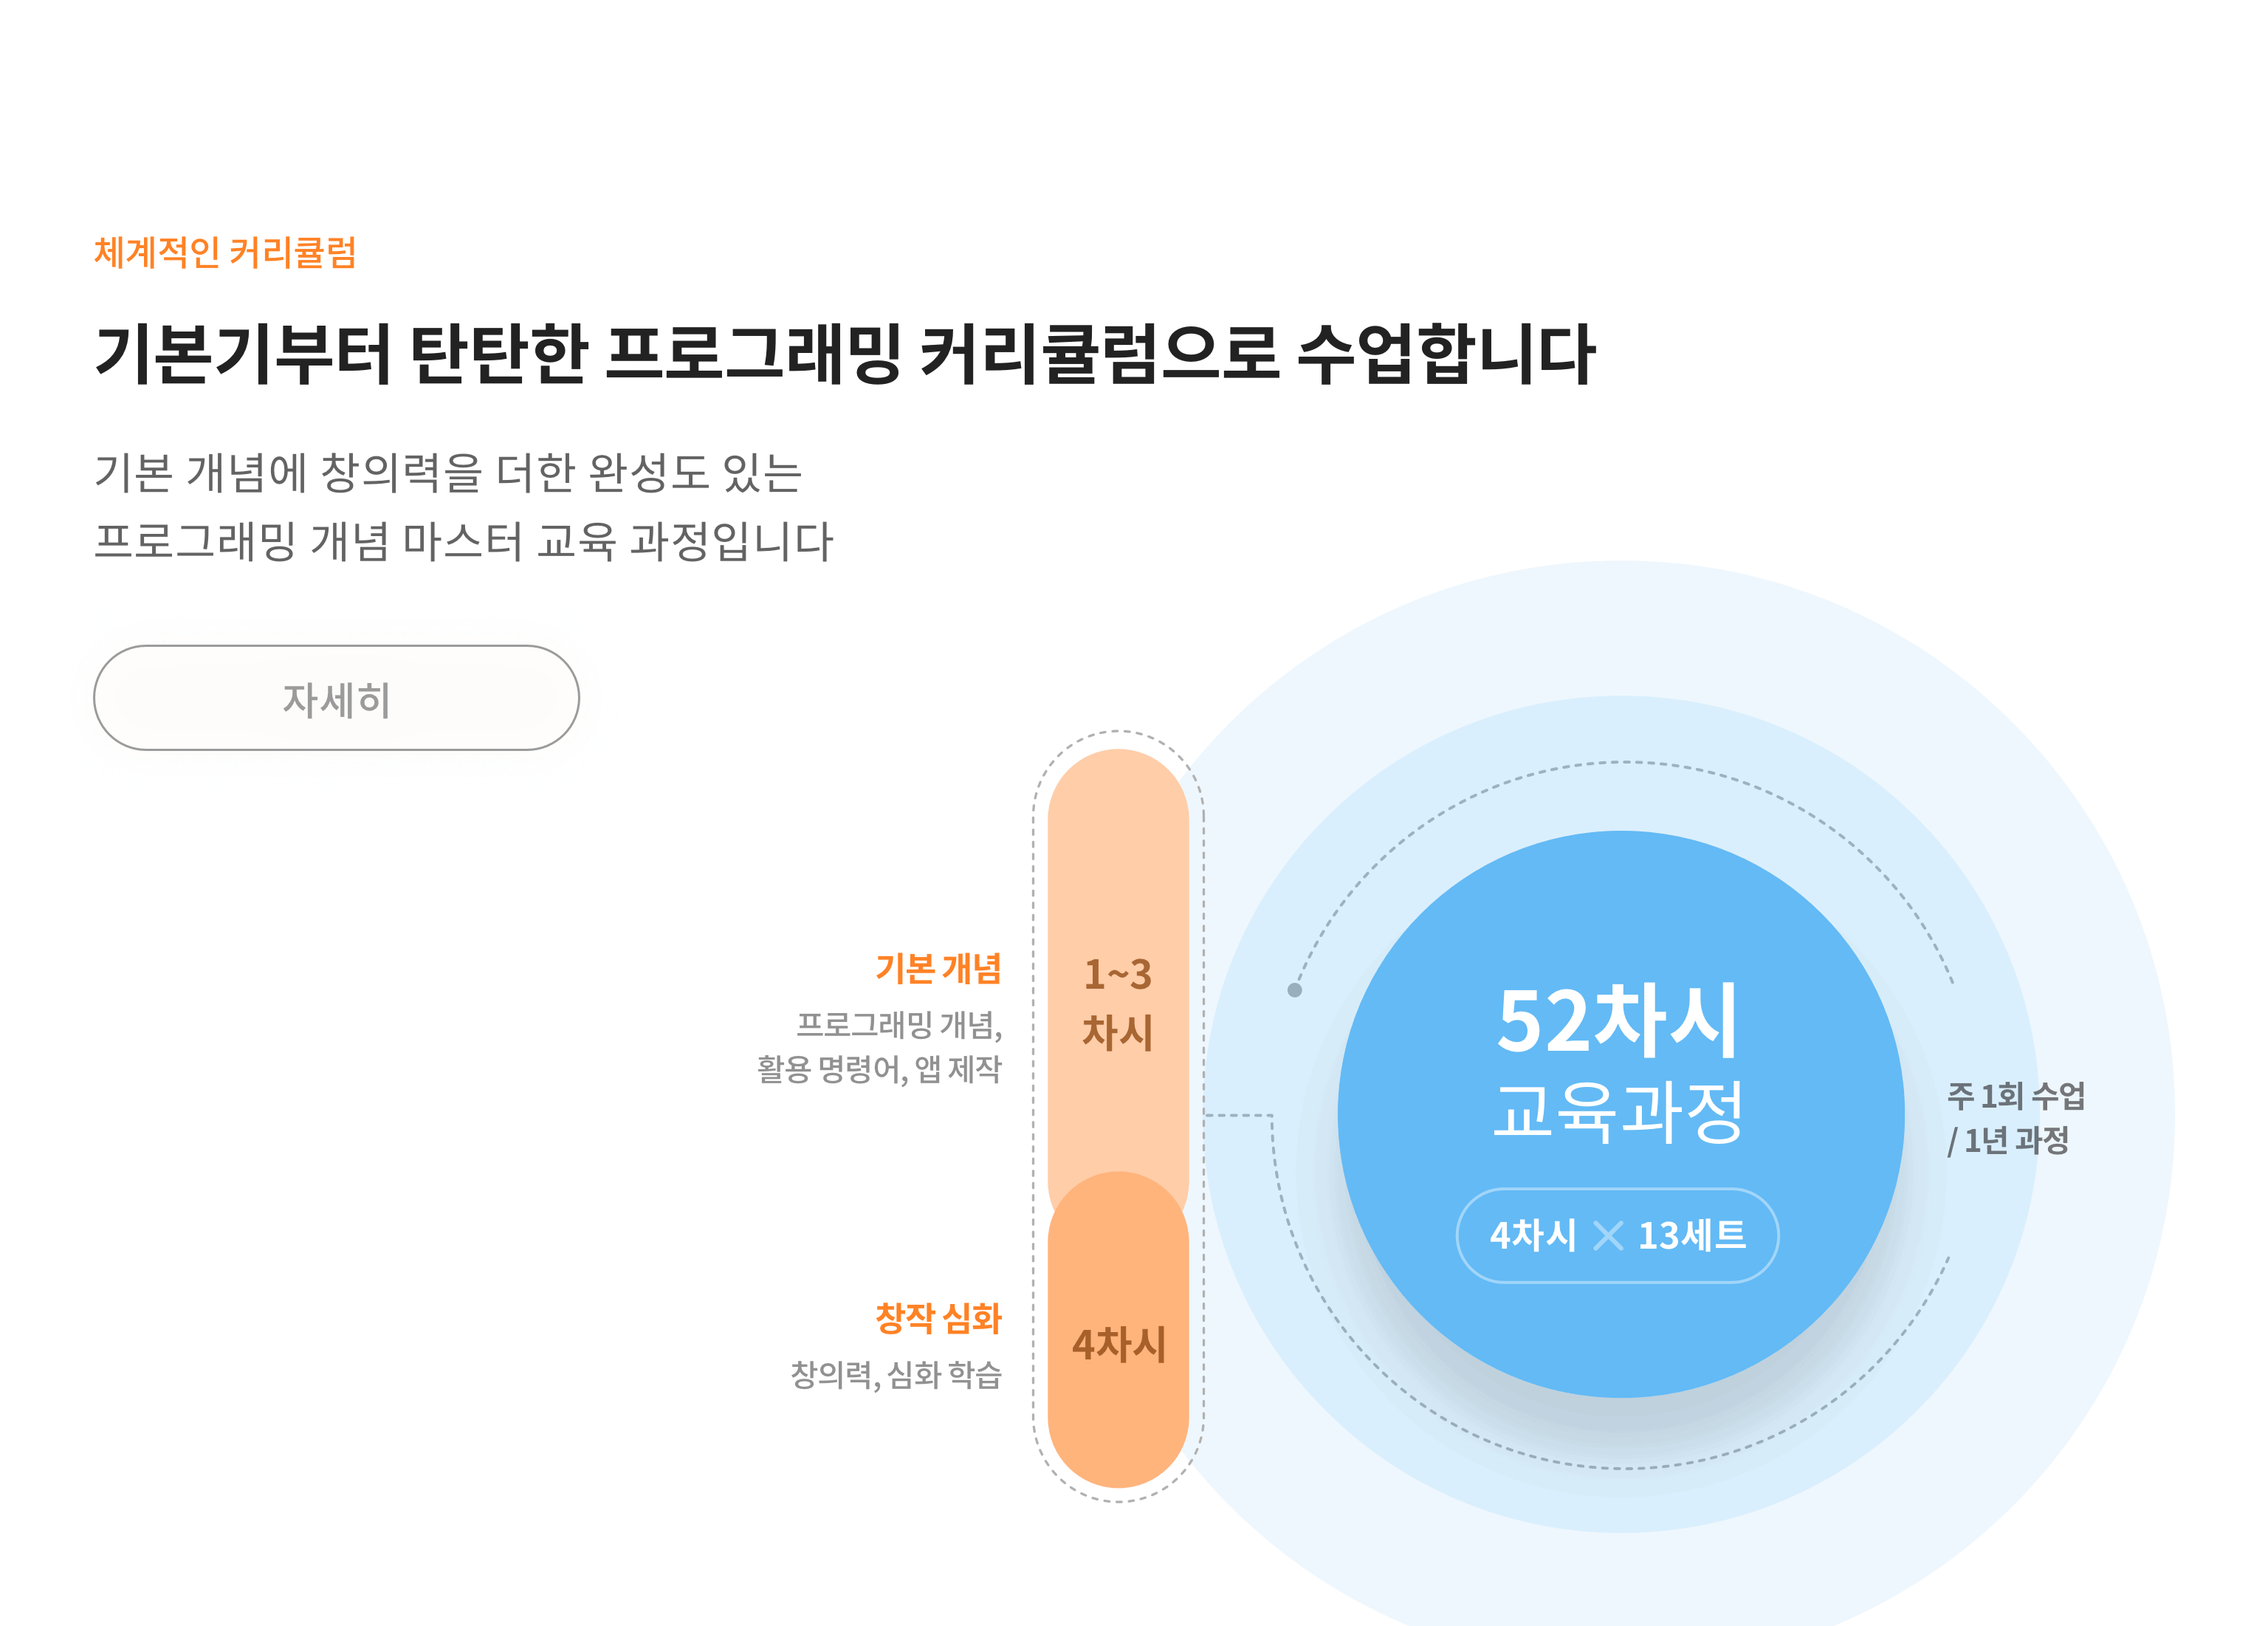 체계적인 커리큘럼
기본기부터 탄탄한 프로그래밍 커리큘럼으로 수업합니다
기본 개념에 창의력을 더한 완성도 있는
프로그래밍 개념 마스터 교육 과정입니다
자세히
기본 개념
프로그래밍 개념,
활용 명령어, 앱 제작
1~3
차시
창작 심화
창의력, 심화 학습
4차시
52차시
교육과정
4차시 × 13세트
주 1회 수업
/ 1년 과정